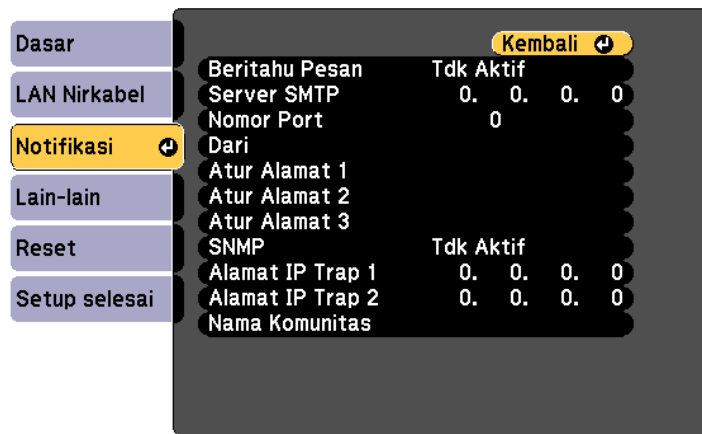 Dasar
LAN Nirkabel
Notifikasi
Lain-lain
Reset
Setup selesai
Kembali
Beritahu Pesan Tdk Aktif
Server SMTP 0. 0. 0. 0
Nomor Port 0
Dari
Atur Alamat 1
Atur Alamat 2
Atur Alamat 3
SNMP Tdk Aktif
Alamat IP Trap 1 0. 0. 0. 0
Alamat IP Trap 2 0. 0. 0. 0
Nama Komunitas